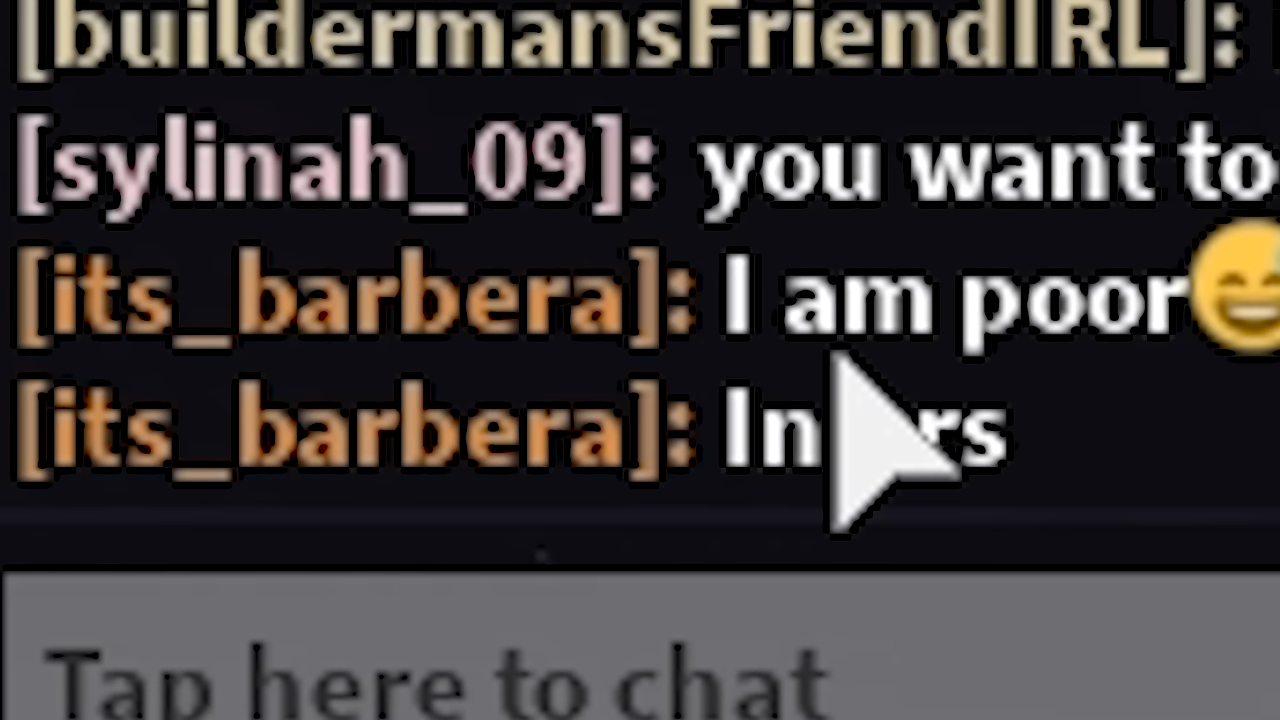 [buildermansFriendIRL]:
[sylinah_09]: you want to
[its_barbera]: I am poor😅
[its_barbera]:
Tap here to chat